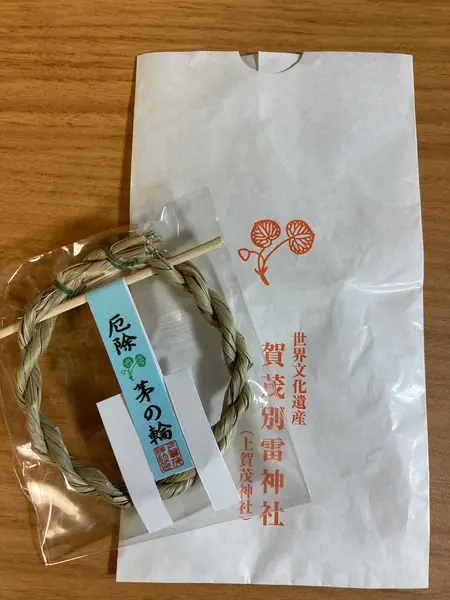 世界文化遺産
賀茂別雷神社
(上賀茂神社)
厄除
茅の輪